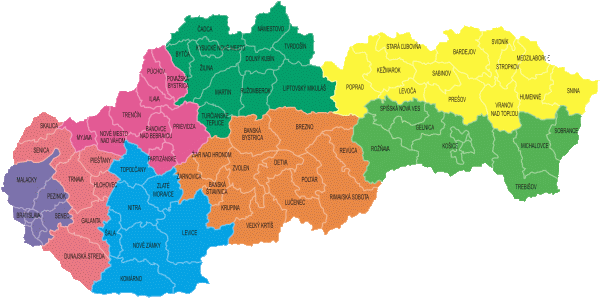 ČADCA
NÁMESTOVO
KYSUCKÉ NOVÉ MESTO
TVRDOŠÍN
BYTČA
DOLNÝ KUBÍN
ŽILINA
PÚCHOV
POVAŽSKÁ
BYSTRICA
MARTIN
RUŽOMBEROK
LIPTOVSKÝ MIKULÁŠ
ILAVA
TURČIANSKE
TEPLICE
TRENČÍN
BÁNOVCE
NAD BEBRAVOU
PRIEVIDZA
NOVÉ MESTO
NAD VÁHOM
MYJAVA
PARTIZÁNSKE
STARÁ ĽUBOVŇA
SVIDNÍK
BARDEJOV
MEDZILABORCE
STROPKOV
KEŽMAROK
SABINOV
POPRAD
LEVOČA
PREŠOV
HUMENNÉ
SNINA
VRANOV
NAD TOPĽOU
SPIŠSKÁ NOVÁ VES
GELNICA
SOBRANCE
KOŠICE
MICHALOVCE
ROŽŇAVA
TREBIŠOV
BANSKÁ
BYSTRICA
BREZNO
REVÚCA
ŽIAR NAD HRONOM
ZVOLEN
DETVA
POLTÁR
ŽARNOVICA
BANSKÁ
ŠTIAVNICA
RIMAVSKÁ SOBOTA
LUČENEC
KRUPINA
VEĽKÝ KRTÍŠ
SKALICA
SENICA
PIEŠŤANY
TRNAVA
HLOHOVEC
GALANTA
DUNAJSKÁ STREDA
MALACKY
PEZINOK
BRATISLAVA
SENEC
TOPOĽČANY
ZLATÉ
MORAVCE
NITRA
ŠAĽA
LEVICE
NOVÉ ZÁMKY
KOMÁRNO